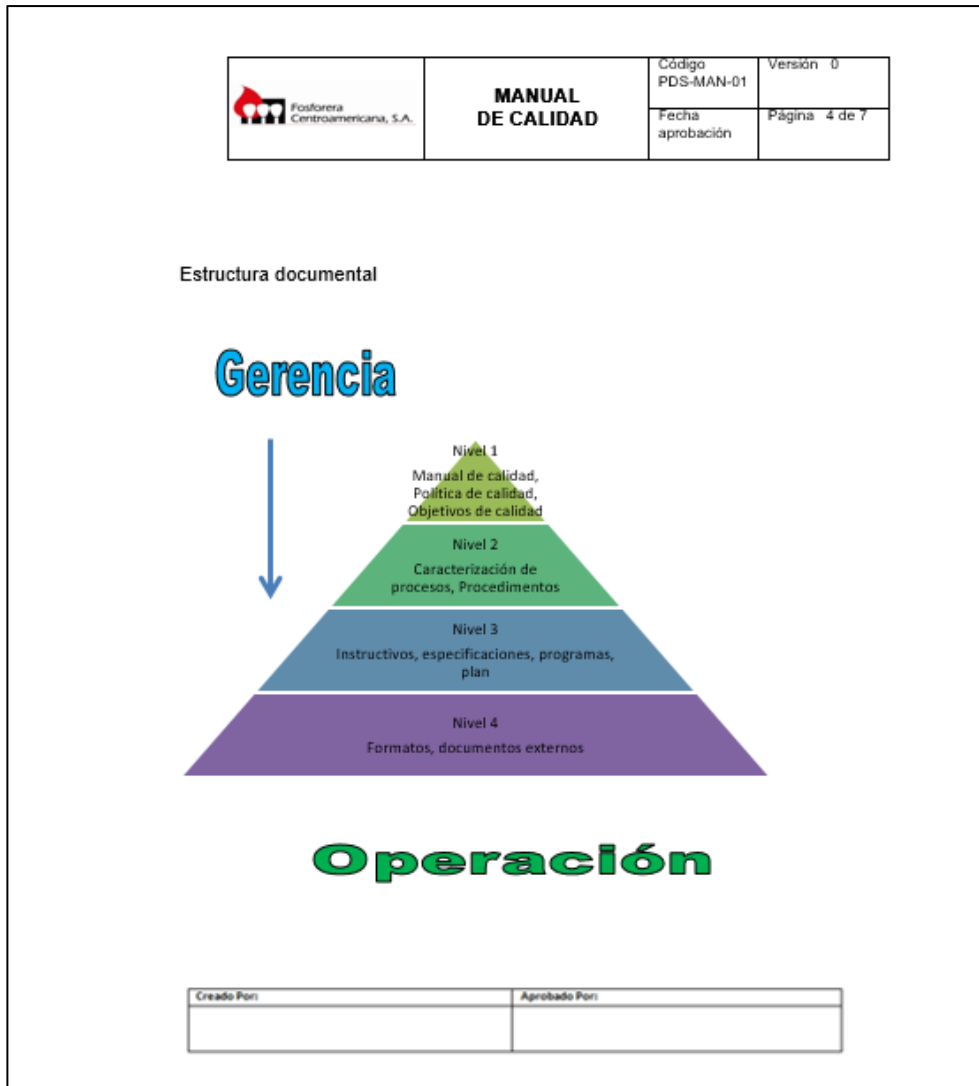 Fosforera
Centroamericana, S.A.
MANUAL
DE CALIDAD
Código
PDS-MAN-01
Versión 0
Fecha
aprobación
Página 4 de 7
Estructura documental
Gerencia
Nivel 1
Manual de calidad,
Política de calidad,
Objetivos de calidad
Nivel 2
Caracterización de
procesos, Procedimentos
Nivel 3
Instructivos, especificaciones, programas,
plan
Nivel 4
Formatos, documentos externos
Operación
Creado Por:
Aprobado Por: